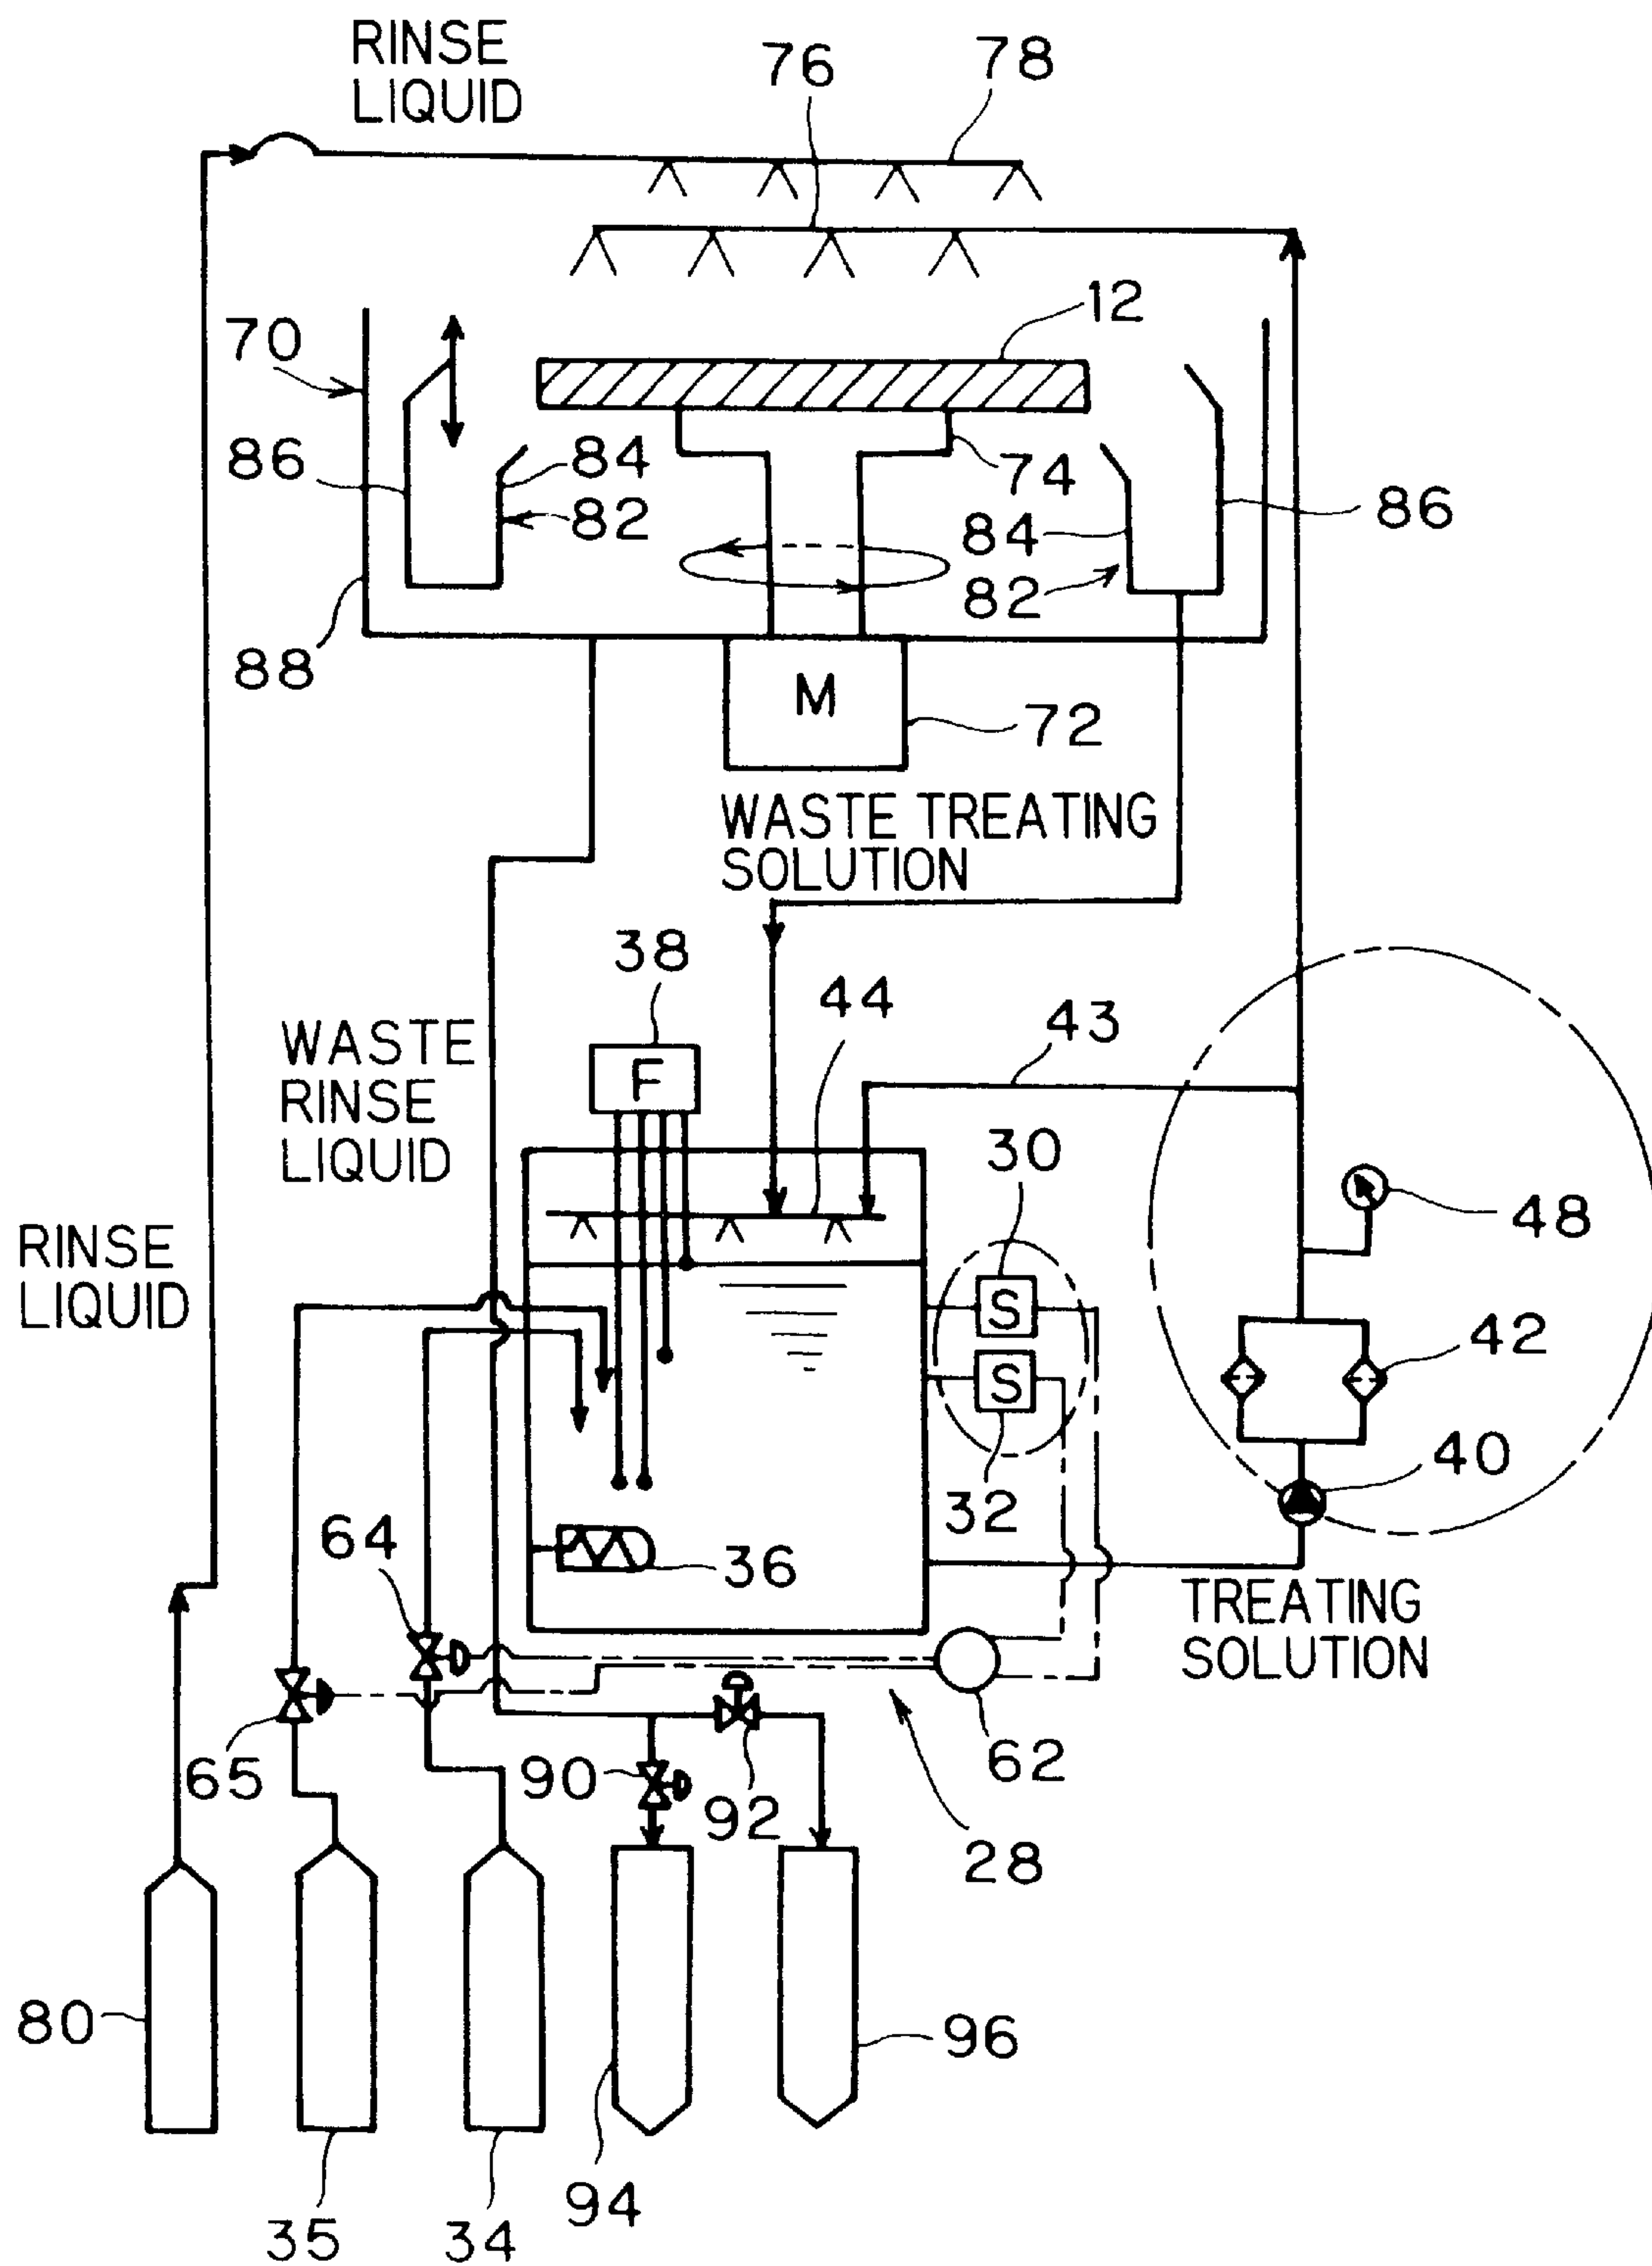 RINSE
LIQUID
76
78
12
70
86
84
82
74
84
82
86
88
M
72
WASTE TREATING
SOLUTION
38
44
43
WASTE
RINSE
LIQUID
F
30
48
RINSE
LIQUID
S
42
S
40
32
64
36
TREATING
SOLUTION
65
90
92
62
28
80
96
94
35
34